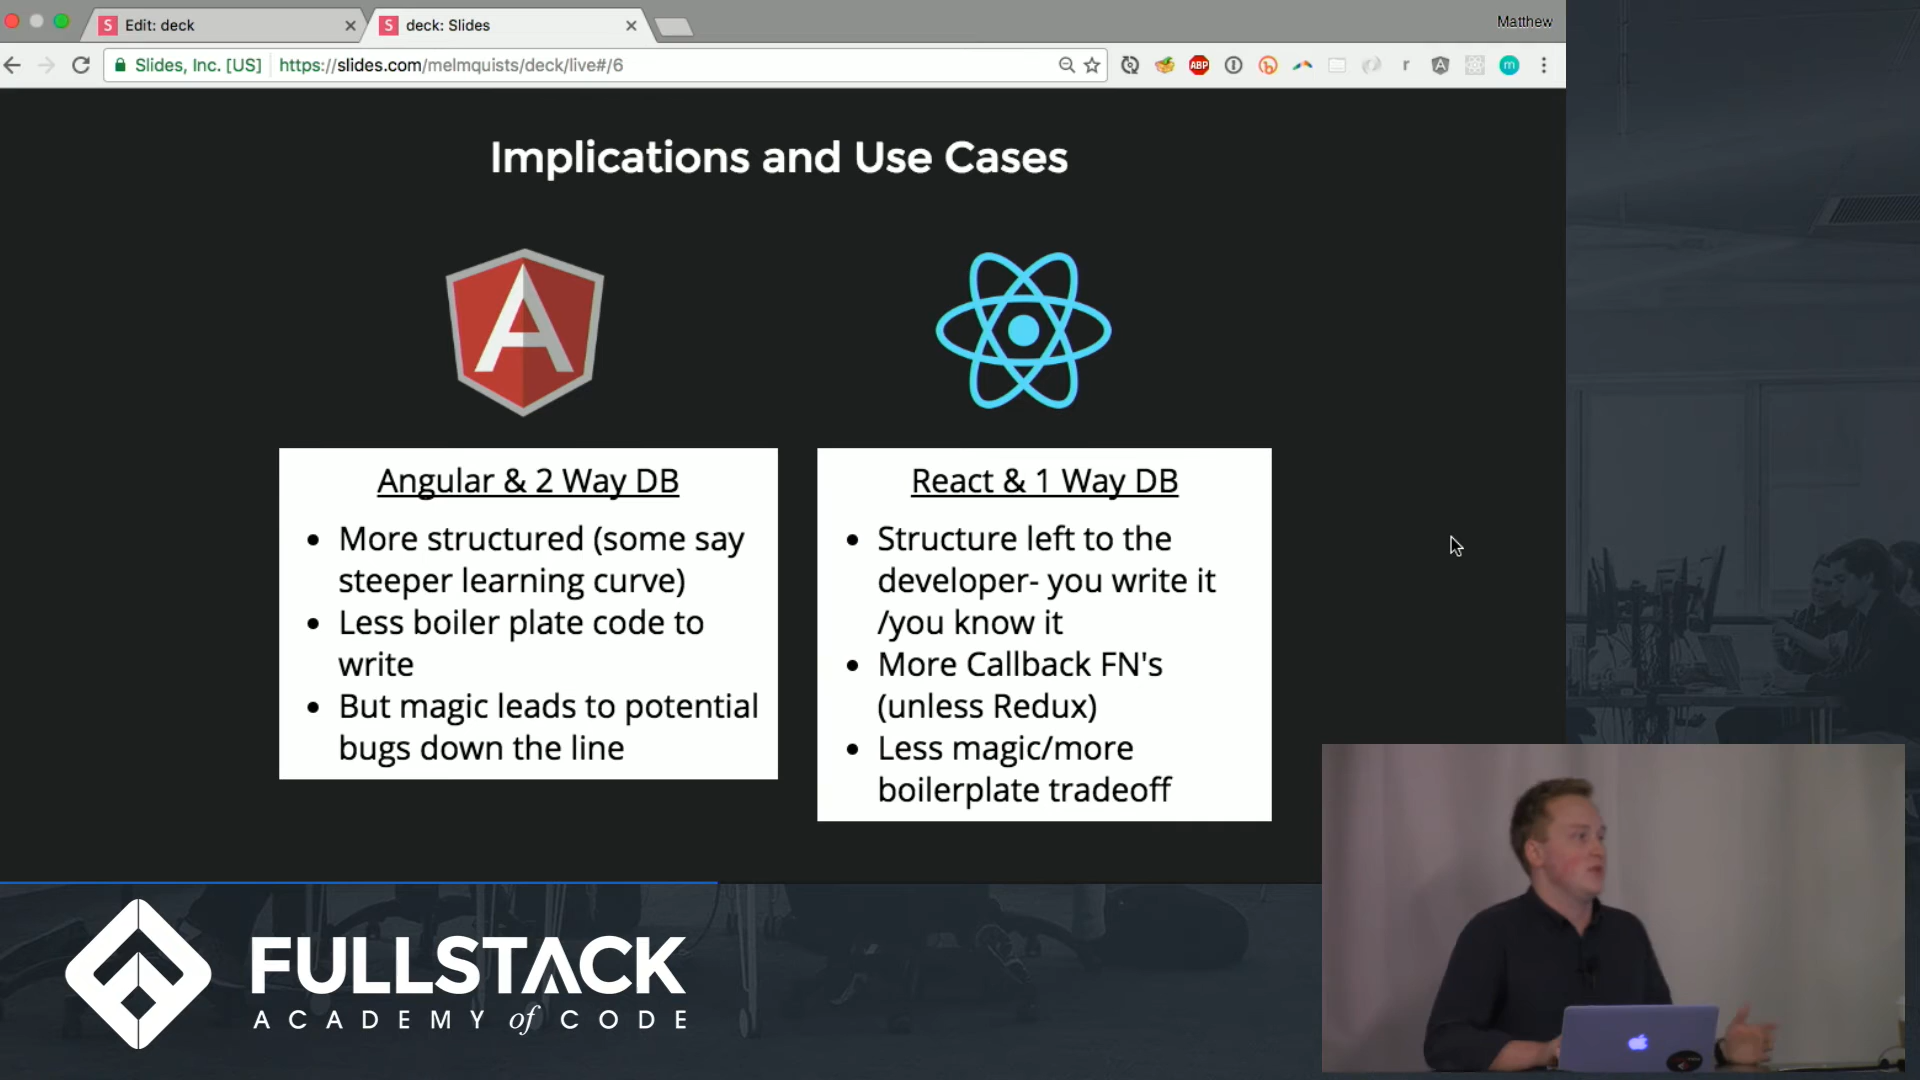 Edit: deck
deck: Slides
Matthew
Slides, Inc. [US]
https://slides.com/melmquists/deck/live#/6
ABP
Implications and Use Cases
Angular & 2 Way DB
More structured (some say
steeper learning curve)
Less boiler plate code to
write
But magic leads to potential
bugs down the line
React & 1 Way DB
Structure left to the
developer- you write it
/you know it
More Callback FN's
(unless Redux)
Less magic/more
boilerplate tradeoff
FULLSTACK
ACADEMY of CODE